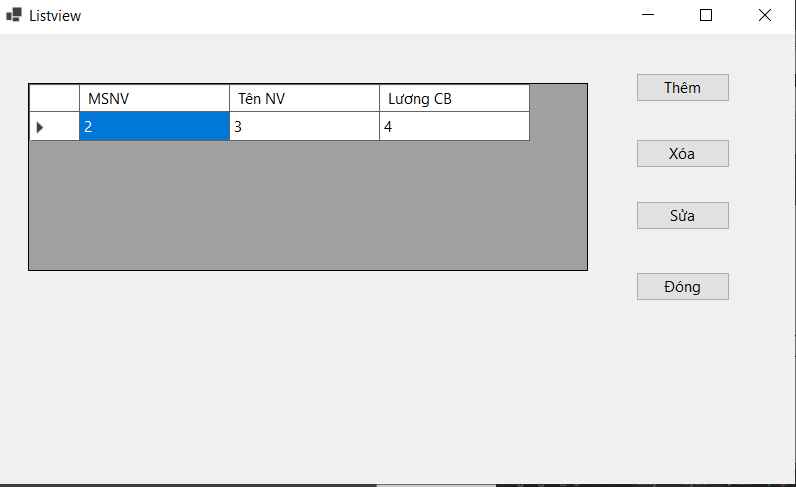 Listview
MSNV Tên NV Lương CB
2 3 4
Thêm
Xóa
Sửa
Đóng